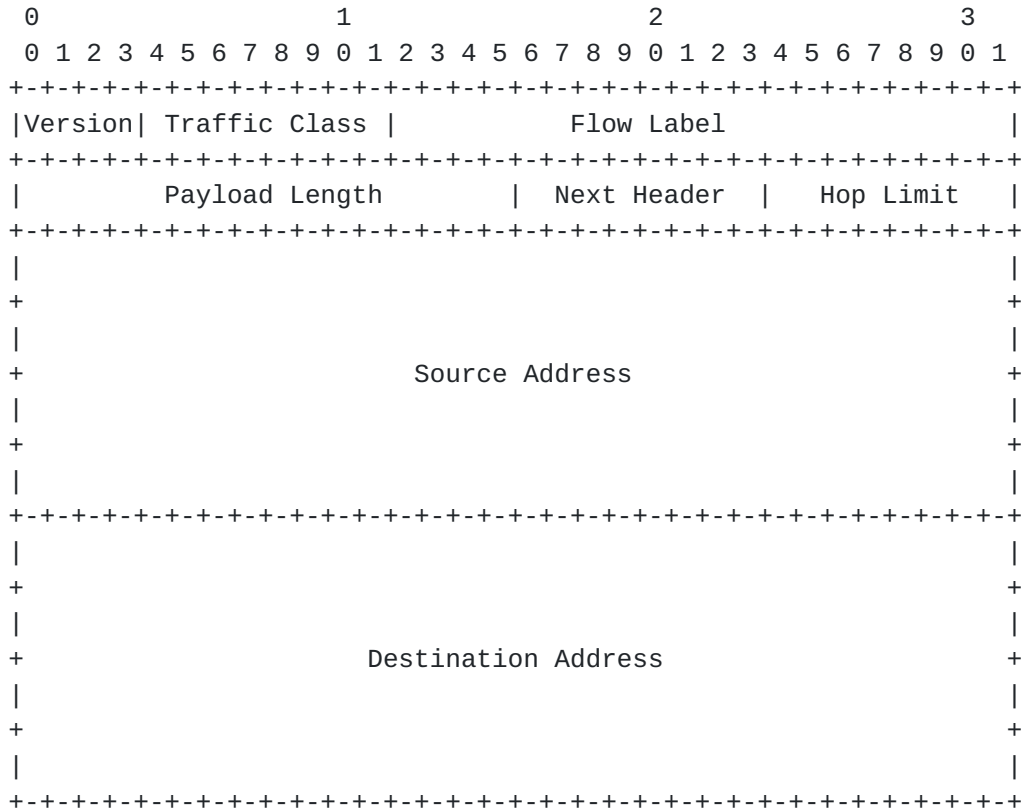 0                   1                   2                   3
 0 1 2 3 4 5 6 7 8 9 0 1 2 3 4 5 6 7 8 9 0 1 2 3 4 5 6 7 8 9 0 1
+-+-+-+-+-+-+-+-+-+-+-+-+-+-+-+-+-+-+-+-+-+-+-+-+-+-+-+-+-+-+-+-+
|Version| Traffic Class |           Flow Label                  |
+-+-+-+-+-+-+-+-+-+-+-+-+-+-+-+-+-+-+-+-+-+-+-+-+-+-+-+-+-+-+-+-+
|         Payload Length        |  Next Header  |   Hop Limit   |
+-+-+-+-+-+-+-+-+-+-+-+-+-+-+-+-+-+-+-+-+-+-+-+-+-+-+-+-+-+-+-+-+
|                                                               |
+                                                               +
|                                                               |
+                         Source Address                        +
|                                                               |
+                                                               +
|                                                               |
+-+-+-+-+-+-+-+-+-+-+-+-+-+-+-+-+-+-+-+-+-+-+-+-+-+-+-+-+-+-+-+-+
|                                                               |
+                                                               +
|                                                               |
+                      Destination Address                      +
|                                                               |
+                                                               +
|                                                               |
+-+-+-+-+-+-+-+-+-+-+-+-+-+-+-+-+-+-+-+-+-+-+-+-+-+-+-+-+-+-+-+-+